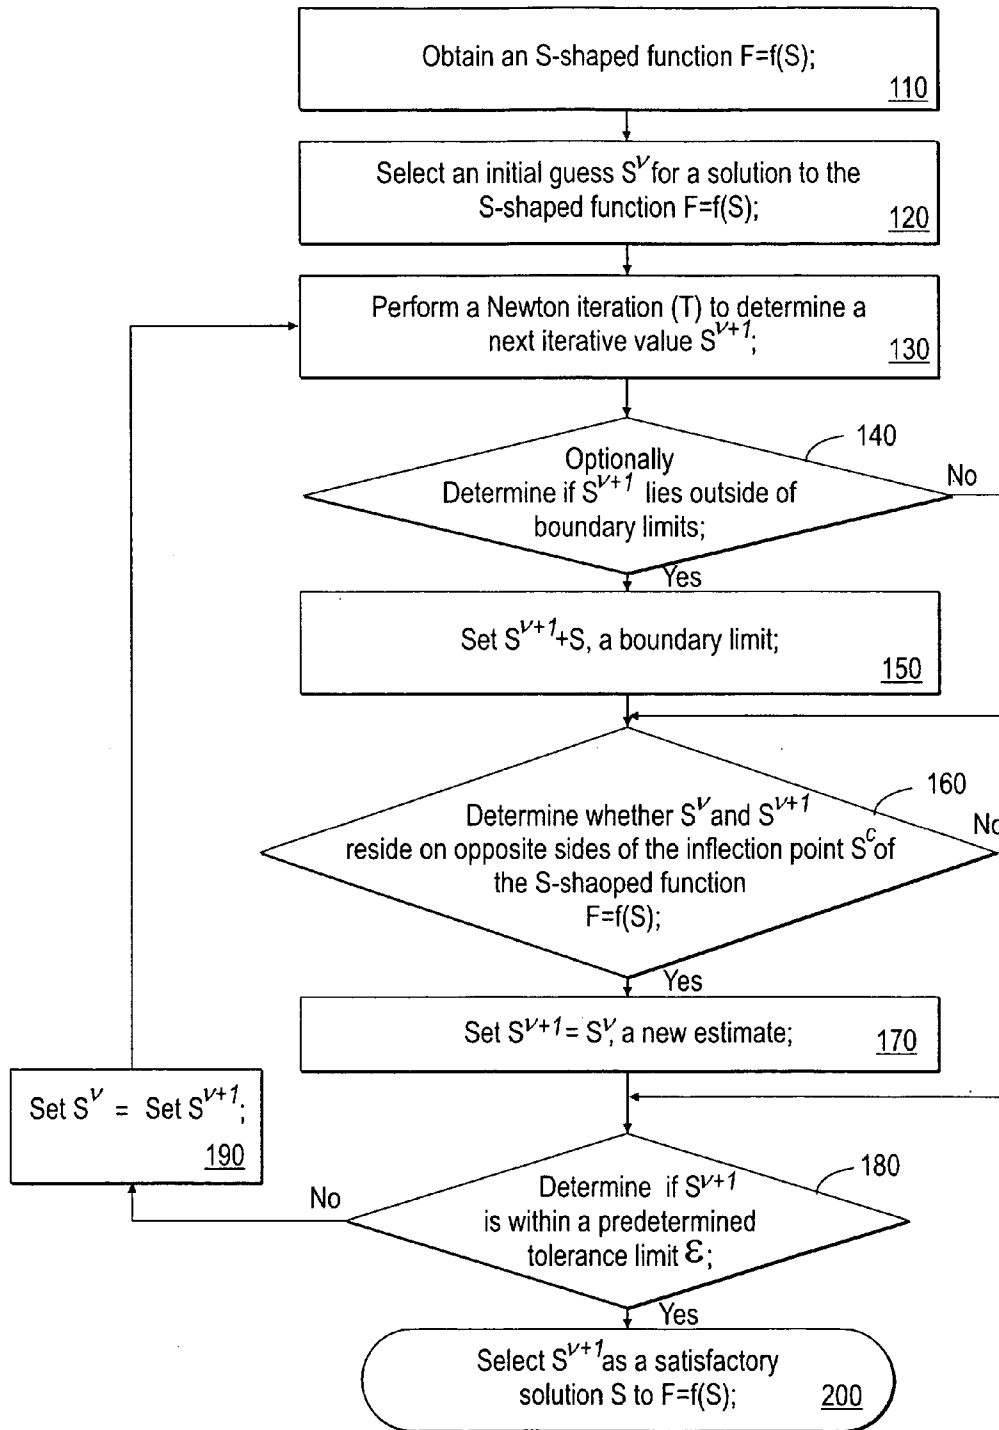 Obtain an S-shaped function F=f(S);
110
Select an initial guess S^ν for a solution to the
S-shaped function F=f(S);
120
Perform a Newton iteration (T) to determine a
next iterative value S^ν+1;
130
140
Optionally
Determine if S^ν+1 lies outside of
boundary limits;
No
Yes
Set S^ν+1+S, a boundary limit;
150
160
Determine whether S^ν and S^ν+1
reside on opposite sides of the inflection point S^c of
the S-shaoped function
F=f(S);
No
Yes
Set S^ν+1= S^ν, a new estimate;
170
Set S^ν = Set S^ν+1;
190
180
Determine if S^ν+1
is within a predetermined
tolerance limit ε;
No
Yes
Select S^ν+1 as a satisfactory
solution S to F=f(S);
200